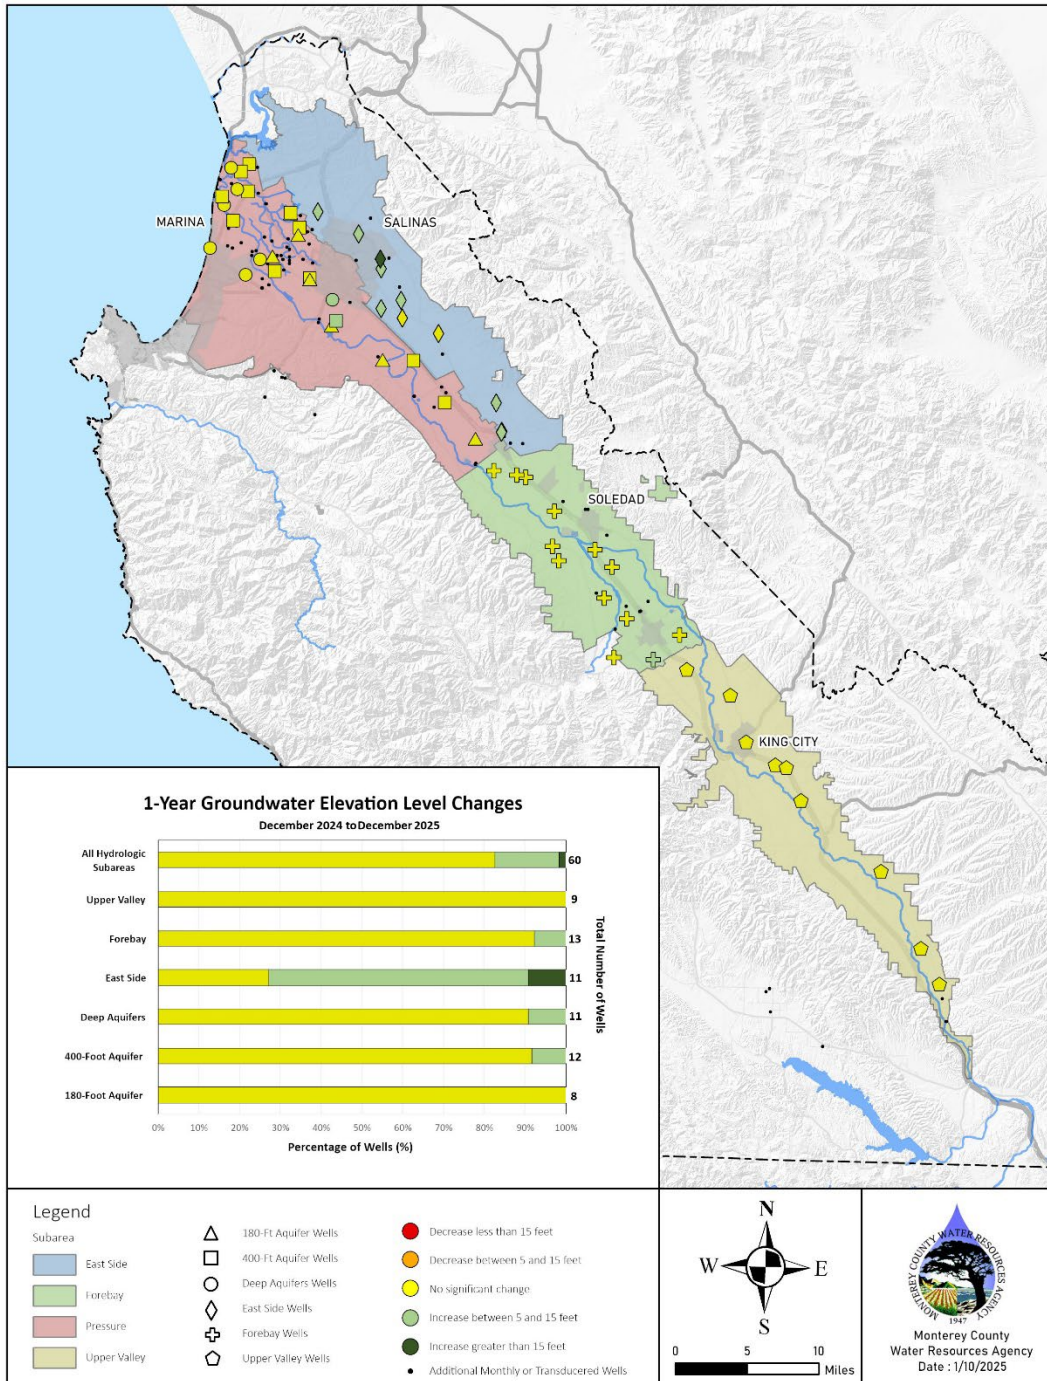 MARINA
SALINAS
SOLEDAD
KING CITY
1-Year Groundwater Elevation Level Changes
December 2024 toDecember 2025
All Hydrologic
Subareas
60
Upper Valley
9
Forebay
13
East Side
11
Deep Aquifers
11
400-Foot Aquifer
12
180-Foot Aquifer
8
Total Number of Wells
0% 10% 20% 30% 40% 50% 60% 70% 80% 90% 100%
Percentage of Wells (%)
Legend
Subarea
East Side
Forebay
Pressure
Upper Valley
180-Ft Aquifer Wells
400-Ft Aquifer Wells
Deep Aquifers Wells
East Side Wells
Forebay Wells
Upper Valley Wells
Decrease less than 15 feet
Decrease between 5 and 15 feet
No significant change
Increase between 5 and 15 feet
Increase greater than 15 feet
Additional Monthly or Transducered Wells
N
W E
S
0 5 10
Miles
MONTEREY COUNTY WATER RESOURCES AGENCY
1947
Monterey County
Water Resources Agency
Date : 1/10/2025